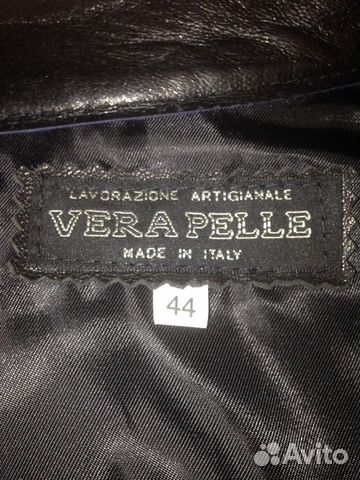 LAVORAZIONE ARTIGIANALE
VERA PELLE
MADE IN ITALY
44
Avito